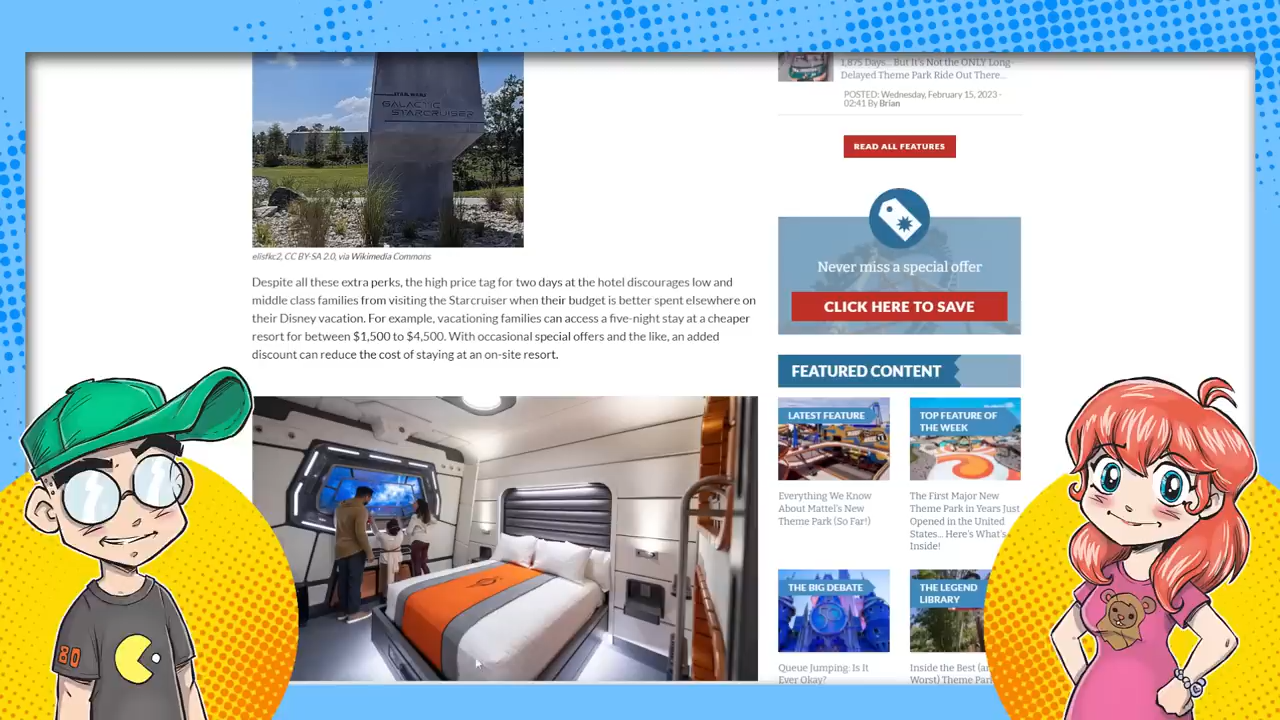 STAR WARS
GALACTIC
STARCRUISER
elisfkc2, CC BY-SA 2.0, via Wikimedia Commons
Despite all these extra perks, the high price tag for two days at the hotel discourages low and
middle class families from visiting the Starcruiser when their budget is better spent elsewhere on
their Disney vacation. For example, vacationing families can access a five-night stay at a cheaper
resort for between $1,500 to $4,500. With occasional special offers and the like, an added
discount can reduce the cost of staying at an on-site resort.
1,875 Days... But It's Not the ONLY Long-
Delayed Theme Park Ride Out There...
POSTED: Wednesday, February 15, 2023 -
02:41 By Brian
READ ALL FEATURES
Never miss a special offer
CLICK HERE TO SAVE
FEATURED CONTENT
LATEST FEATURE
Everything We Know
About Mattel's New
Theme Park (So Far!)
TOP FEATURE OF
THE WEEK
The First Major New
Theme Park in Years Just
Opened in the United
States... Here's What's
Inside!
THE BIG DEBATE
Queue Jumping: Is It
Ever Okay?
THE LEGEND
LIBRARY
Inside the Best (an
Worst) Theme Park
80